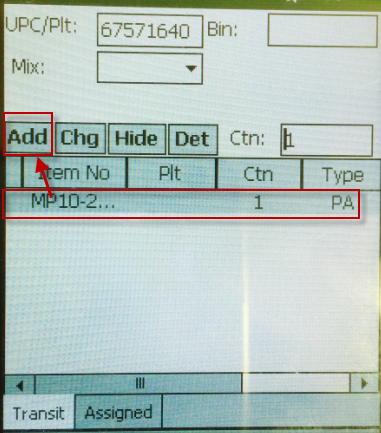 UPC/Plt: 67571640 Bin:
Mix:
Add Chg Hide Det Ctn: 1
Item No Plt Ctn Type
MP10-2... 1 PA
Transit Assigned